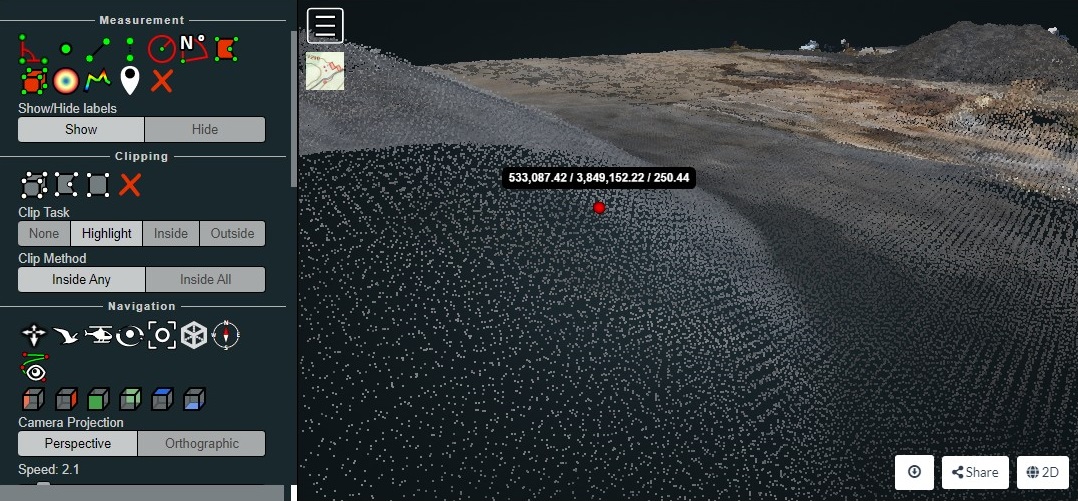 Measurement
N°
Show/Hide labels
Show Hide
Clipping
Clip Task
None Highlight Inside Outside
Clip Method
Inside Any Inside All
Navigation
N
W E
S
Camera Projection
Perspective Orthographic
Speed: 2.1
533,087.42 / 3,849,152.22 / 250.44
Share 2D